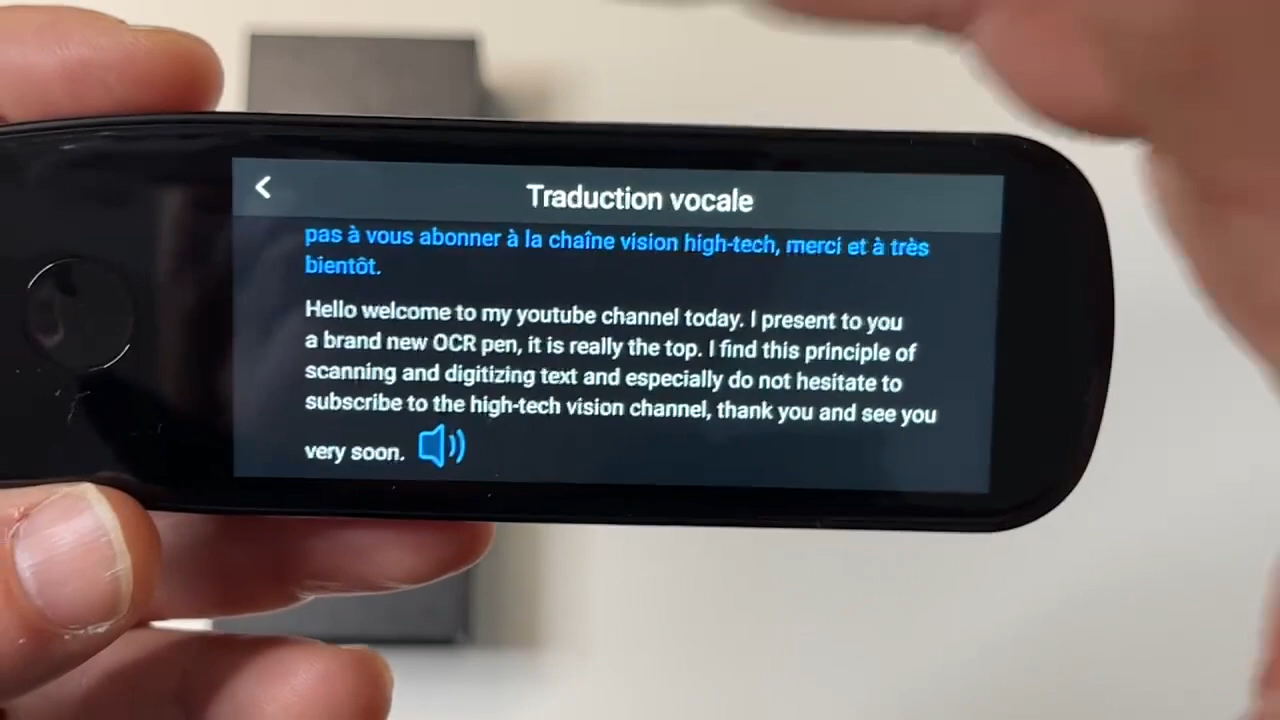 Traduction vocale
pas à vous abonner à la chaîne vision high-tech, merci et à très
bientôt.
Hello welcome to my youtube channel today. I present to you
a brand new OCR pen, it is really the top. I find this principle of
scanning and digitizing text and especially do not hesitate to
subscribe to the high-tech vision channel, thank you and see you
very soon.